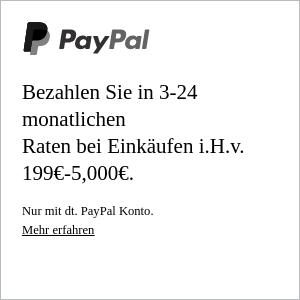 PayPal
Bezahlen Sie in 3-24
monatlichen
Raten bei Einkäufen i.H.v.
199€-5,000€.
Nur mit dt. PayPal Konto.
Mehr erfahren